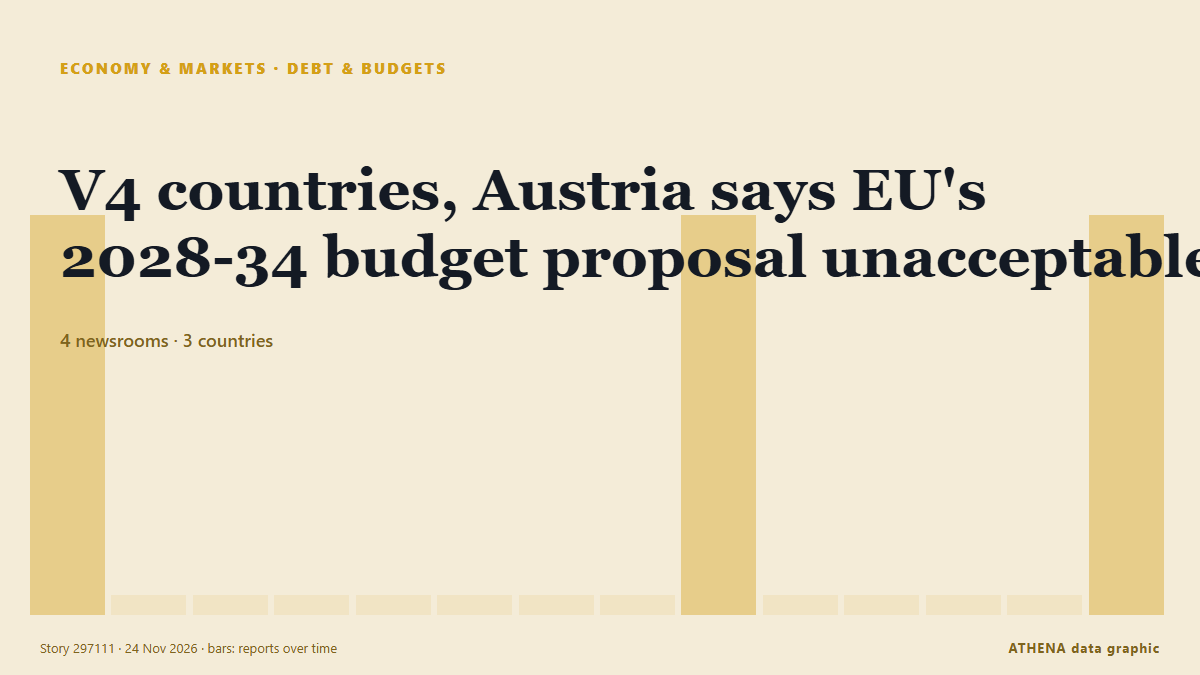 ECONOMY & MARKETS · DEBT & BUDGETS
V4 countries, Austria says EU's
2028-34 budget proposal unacceptable
4 newsrooms · 3 countries
Story 297111 · 24 Nov 2026 · bars: reports over time
ATHENA data graphic